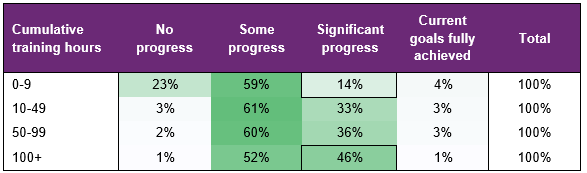 Cumulative training hours No progress Some progress Significant progress Current goals fully achieved Total
0-9 23% 59% 14% 4% 100%
10-49 3% 61% 33% 3% 100%
50-99 2% 60% 36% 3% 100%
100+ 1% 52% 46% 1% 100%